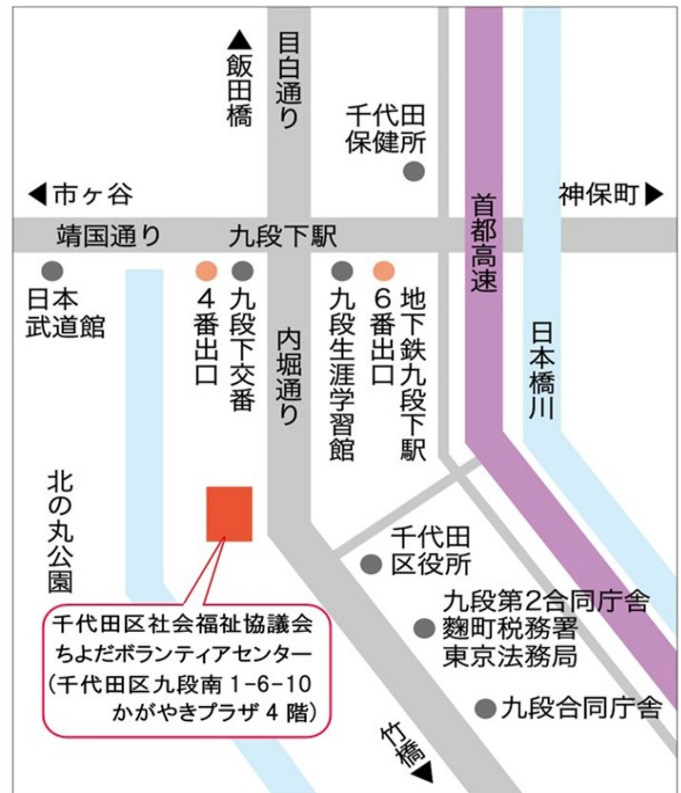 ▲飯田橋
目白通り
千代田
保健所
◀市ヶ谷
神保町▶
靖国通り
九段下駅
首都高速
日本
武道館
4番出口
九段下交番
内堀通り
九段生涯学習館
6番出口
地下鉄九段下駅
日本橋川
北の丸公園
千代田
区役所
九段第2合同庁舎
麴町税務署
東京法務局
千代田区社会福祉協議会
ちよだボランティアセンター
(千代田区九段南1-6-10
かがやきプラザ4階)
九段合同庁舎
竹橋▼